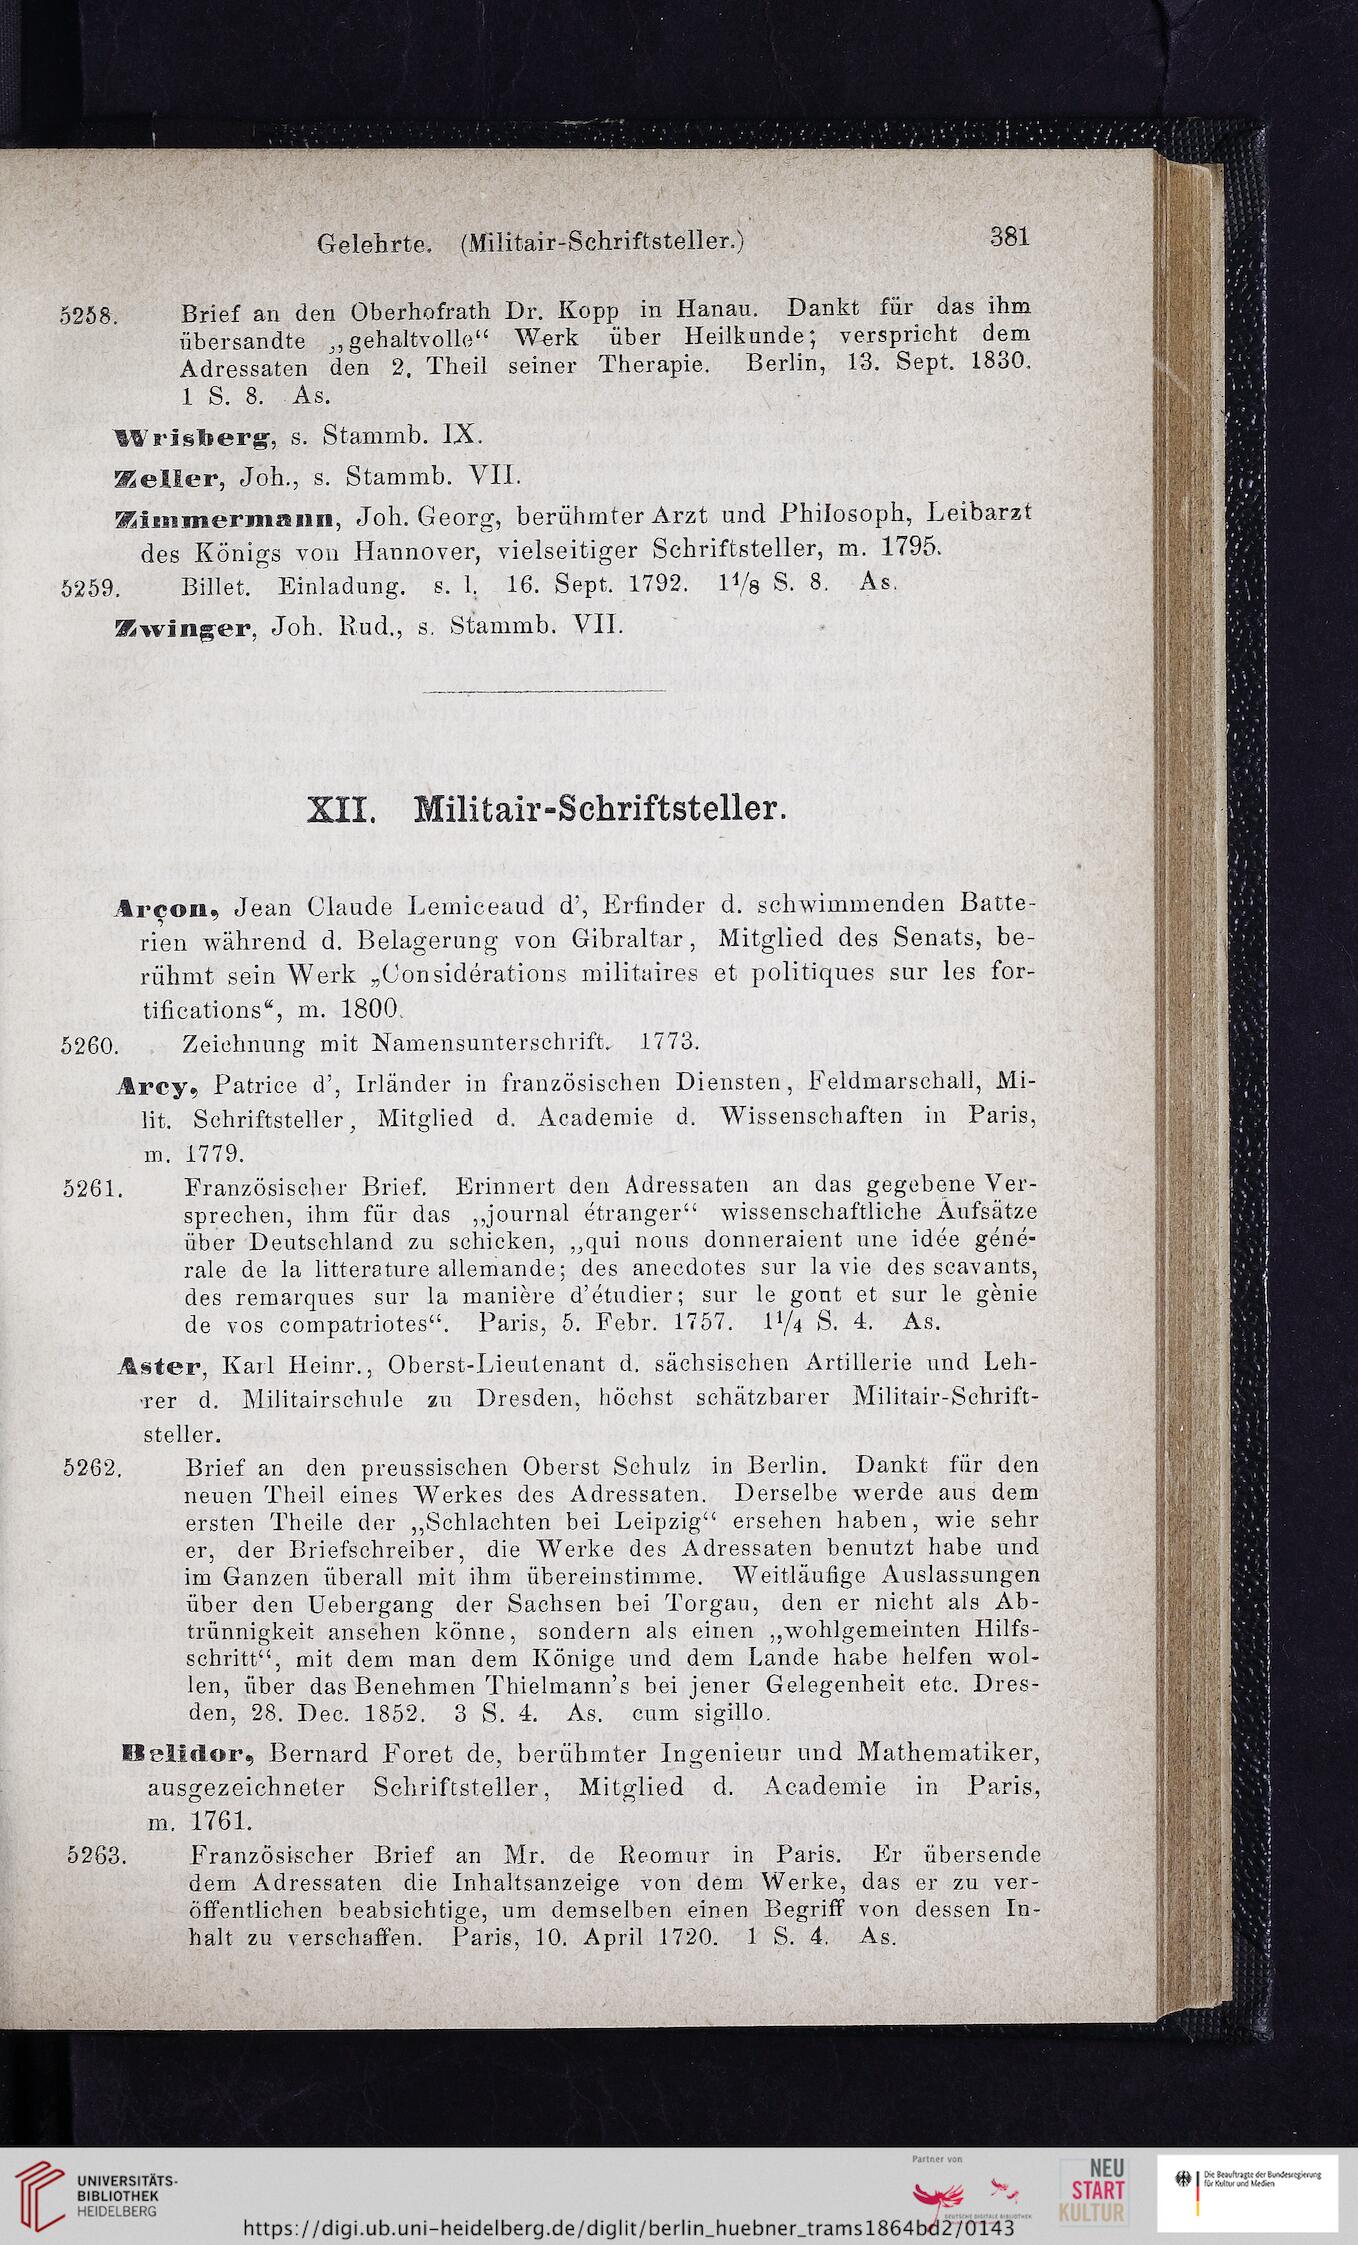 Gelehrte. (Militair-Schriftsteller.) 381
5258. Brief an den Oberhofrath Dr. Kopp in Hanau. Dankt für das ihm
übersandte „gehaltvolle“ Werk über Heilkunde; verspricht dem
Adressaten den 2. Theil seiner Therapie. Berlin, 13. Sept. 1830.
1 S. 8. As.
Wrisberg, s. Stammb. IX.
Zeller, Joh., s. Stammb. VII.
Zimmermann, Joh. Georg, berühmter Arzt und Philosoph, Leibarzt
des Königs von Hannover, vielseitiger Schriftsteller, m. 1795.
5259. Billet. Einladung. s. l. 16. Sept. 1792. 1 1/8 S. 8. As.
Zwinger, Joh. Rud., s. Stammb. VII.
XII. Militair-Schriftsteller.
Arçon, Jean Claude Lemiceaud d’, Erfinder d. schwimmenden Batte-
rien während d. Belagerung von Gibraltar, Mitglied des Senats, be-
rühmt sein Werk „Considérations militaires et politiques sur les for-
tifications“, m. 1800.
5260. Zeichnung mit Namensunterschrift. 1773.
Arcy, Patrice d’, Irländer in französischen Diensten, Feldmarschall, Mi-
lit. Schriftsteller, Mitglied d. Academie d. Wissenschaften in Paris,
m. 1779.
5261. Französischer Brief. Erinnert den Adressaten an das gegebene Ver-
sprechen, ihm für das „journal étranger“ wissenschaftliche Aufsätze
über Deutschland zu schicken, „qui nous donneraient une idée géné-
rale de la litterature allemande; des anecdotes sur la vie des scavants,
des remarques sur la manière d’étudier; sur le gout et sur le gènie
de vos compatriotes“. Paris, 5. Febr. 1757. 1 1/4 S. 4. As.
Aster, Karl Heinr., Oberst-Lieutenant d. sächsischen Artillerie und Leh-
rer d. Militairschule zu Dresden, höchst schätzbarer Militair-Schrift-
steller.
5262. Brief an den preussischen Oberst Schulz in Berlin. Dankt für den
neuen Theil eines Werkes des Adressaten. Derselbe werde aus dem
ersten Theile der „Schlachten bei Leipzig“ ersehen haben, wie sehr
er, der Briefschreiber, die Werke des Adressaten benutzt habe und
im Ganzen überall mit ihm übereinstimme. Weitläufige Auslassungen
über den Uebergang der Sachsen bei Torgau, den er nicht als Ab-
trünnigkeit ansehen könne, sondern als einen „wohlgemeinten Hilfs-
schritt“, mit dem man dem Könige und dem Lande habe helfen wol-
len, über das Benehmen Thielmann’s bei jener Gelegenheit etc. Dres-
den, 28. Dec. 1852. 3 S. 4. As. cum sigillo.
Belidor, Bernard Foret de, berühmter Ingenieur und Mathematiker,
ausgezeichneter Schriftsteller, Mitglied d. Academie in Paris,
m. 1761.
5263. Französischer Brief an Mr. de Reomur in Paris. Er übersende
dem Adressaten die Inhaltsanzeige von dem Werke, das er zu ver-
öffentlichen beabsichtige, um demselben einen Begriff von dessen In-
halt zu verschaffen. Paris, 10. April 1720. 1 S. 4. As.
UNIVERSITÄTS-
BIBLIOTHEK
HEIDELBERG
https://digi.ub.uni-heidelberg.de/diglit/berlin_huebner_trams1864bd2/0143
Partner von
DEUTSCHE DIGITALE BIBLIOTHEK
NEU
START
KULTUR
Die Beauftragte der Bundesregierung
für Kultur und Medien